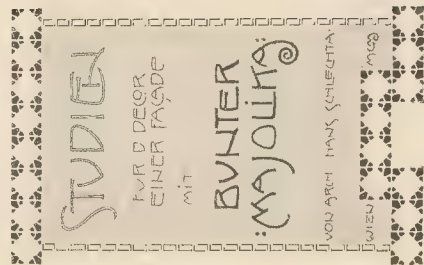 STVDIEN
FVR D DECOR
EINER FAÇADE
MIT
BVNTER
MAJOLIKA:
VON ARCH HANS SCHLECHTA.
WIEN